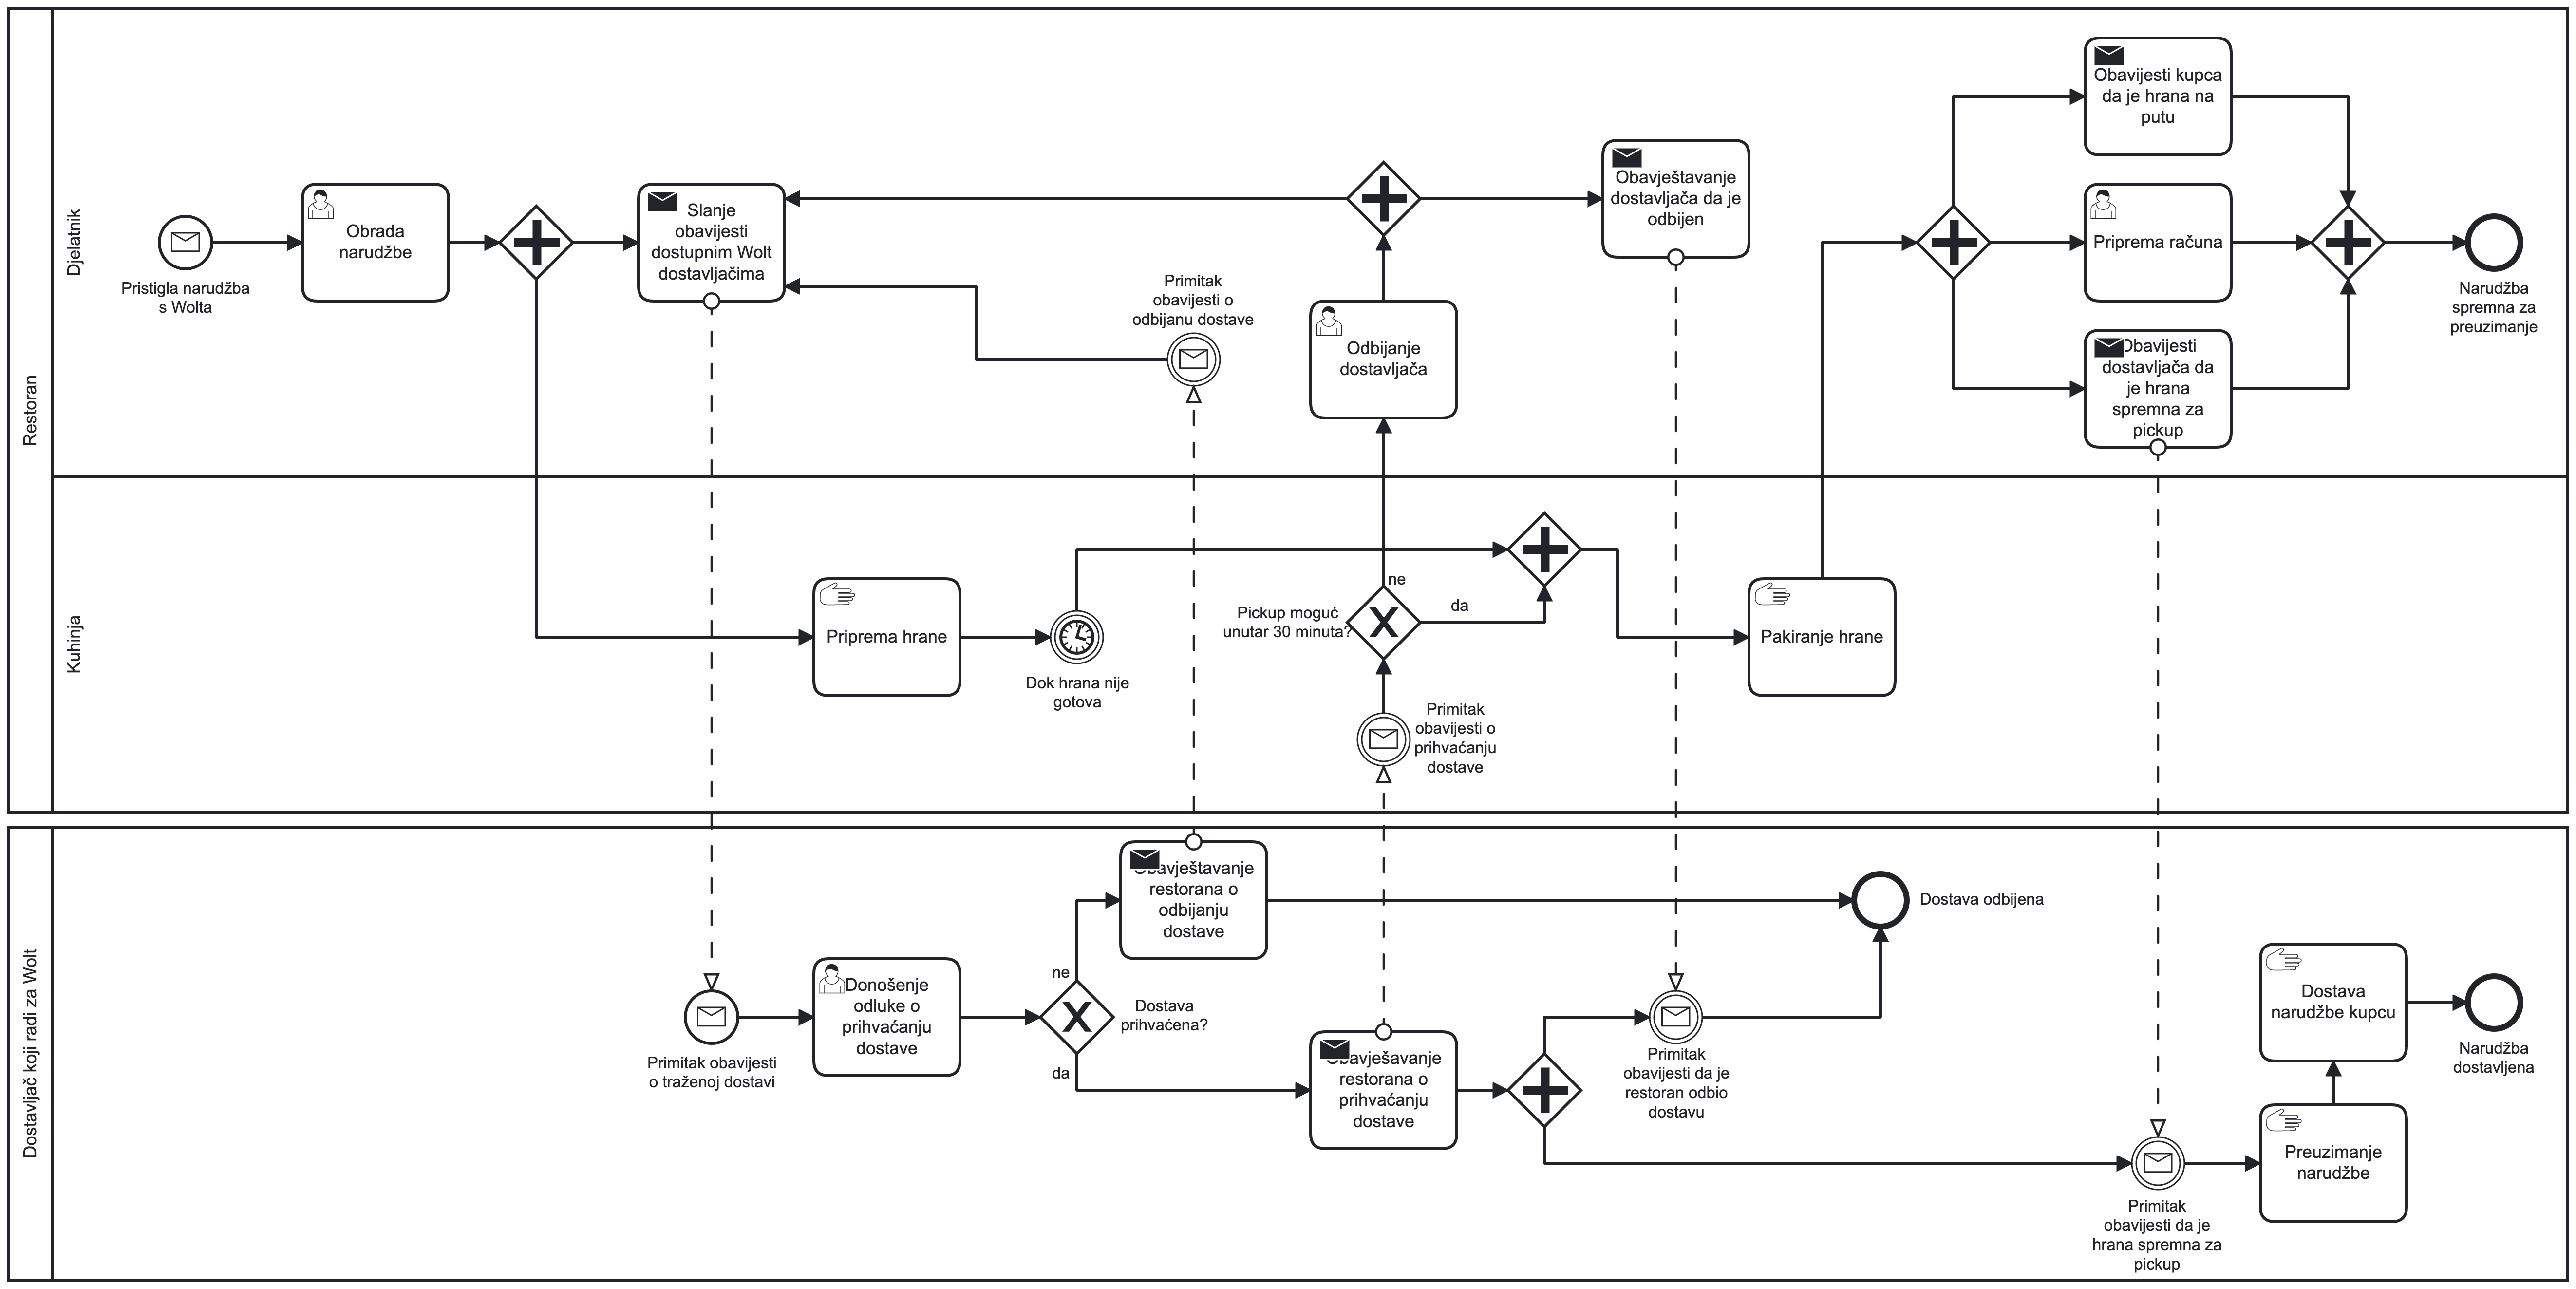 Restoran
Djelatnik
Pristigla narudžba
s Wolta
Obrada
narudžbe
Slanje
obavijesti
dostupnim Wolt
dostavljačima
Primitak
obavijesti o
odbijanu dostave
Odbijanje
dostavljača
Obavještavanje
dostavljača da je
odbijen
Obavijesti kupca
da je hrana na
putu
Priprema računa
Obavijesti
dostavljača da
je hrana
spremna za
pickup
Narudžba
spremna za
preuzimanje
Kuhinja
Priprema hrane
Dok hrana nije
gotova
Pickup moguć
unutar 30 minuta?
ne
da
Primitak
obavijesti o
prihvaćanju
dostave
Pakiranje hrane
Dostavljač koji radi za Wolt
Primitak obavijesti
o traženoj dostavi
Donošenje
odluke o
prihvaćanju
dostave
ne
da
Dostava
prihvaćena?
Obavještavanje
restorana o
odbijanju
dostave
Obavješavanje
restorana o
prihvaćanju
dostave
Dostava odbijena
Primitak
obavijesti da je
restoran odbio
dostavu
Primitak
obavijesti da je
hrana spremna za
pickup
Preuzimanje
narudžbe
Dostava
narudžbe kupcu
Narudžba
dostavljena